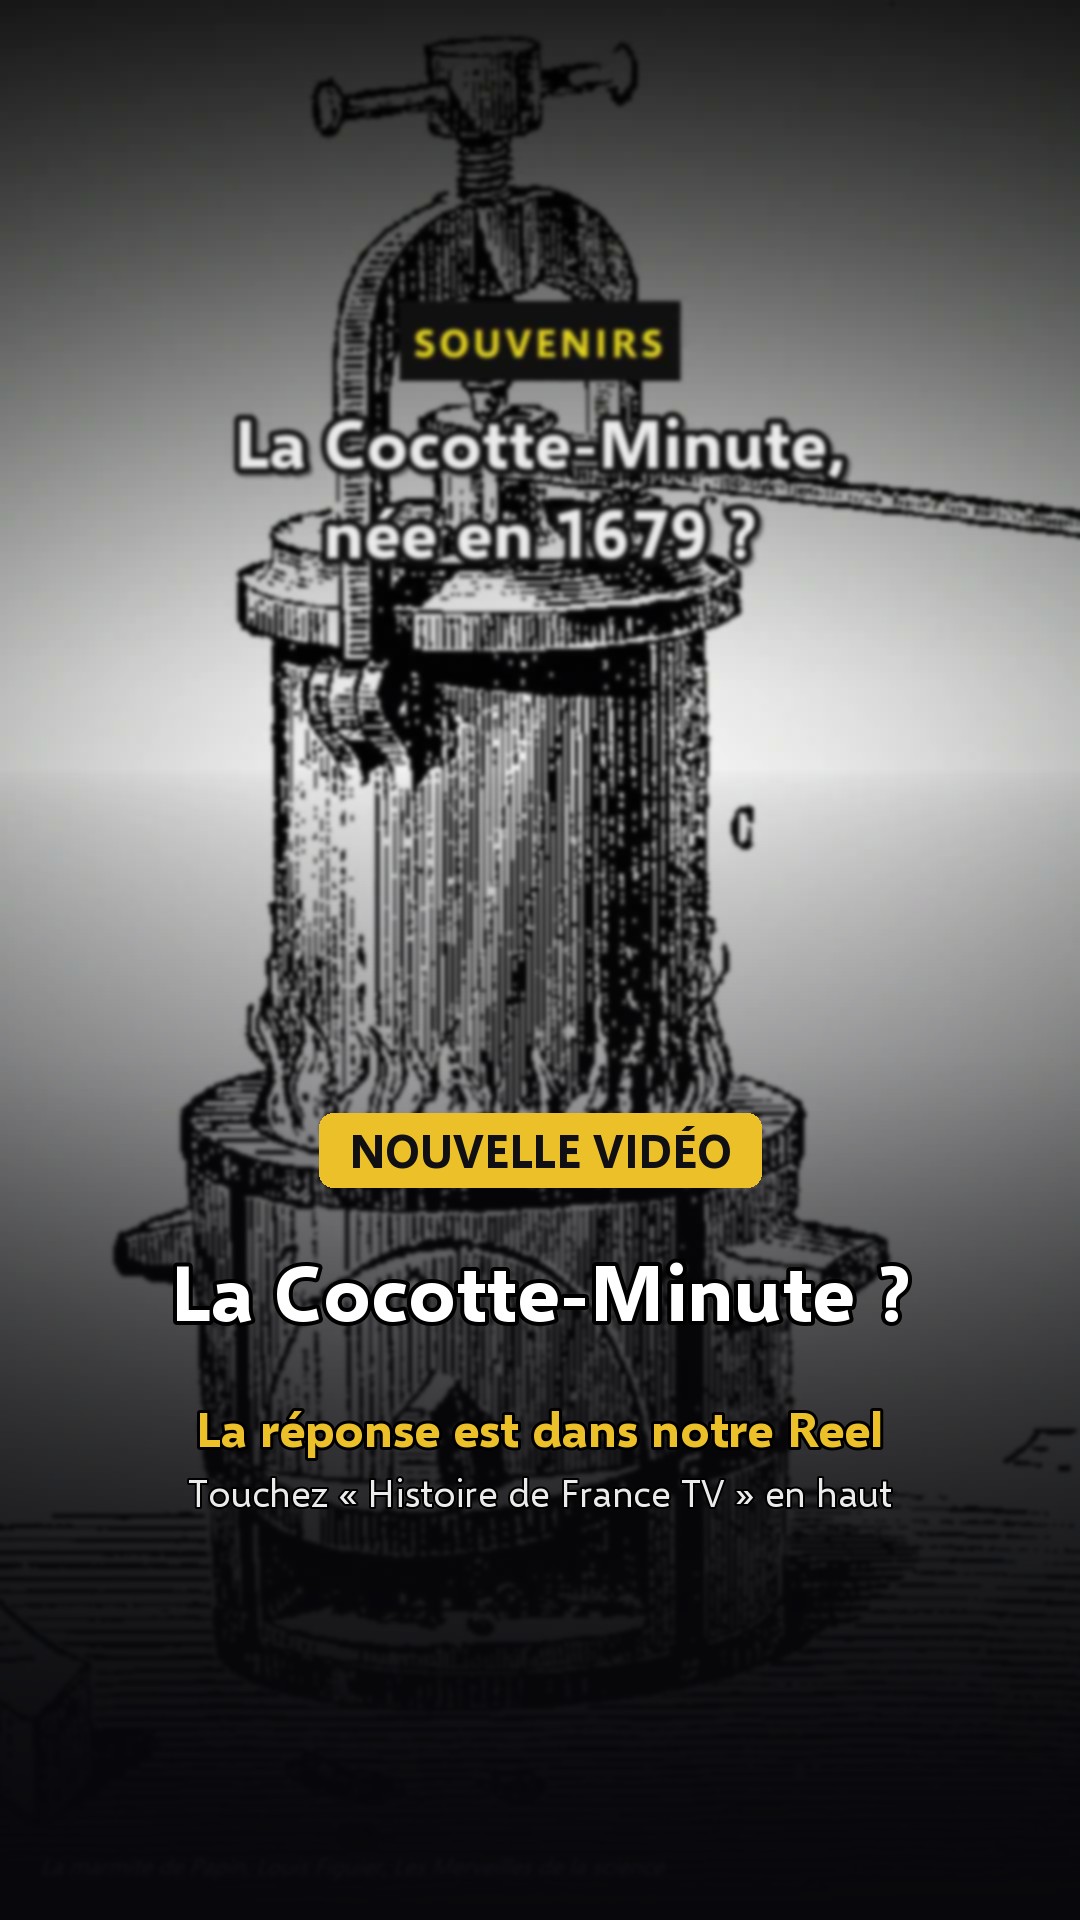 SOUVENIRS
La Cocotte-Minute,
née en 1679 ?
C
NOUVELLE VIDÉO
La Cocotte-Minute ?
La réponse est dans notre Reel
Touchez « Histoire de France TV » en haut